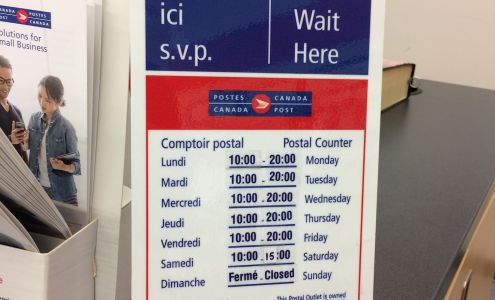 POSTES CANADA
CANADA POST
olutions for
mall Business
ici Wait
s.v.p. Here
POSTES CANADA
CANADA POST
Comptoir postal Postal Counter
Lundi 10:00 - 20:00 Monday
Mardi 10:00 - 20:00 Tuesday
Mercredi 10:00 - 20:00 Wednesday
Jeudi 10:00 - 20:00 Thursday
Vendredi 10:00 - 20:00 Friday
Samedi 10:00 - 15:00 Saturday
Dimanche Fermé - Closed Sunday
This Postal Outlet is owned